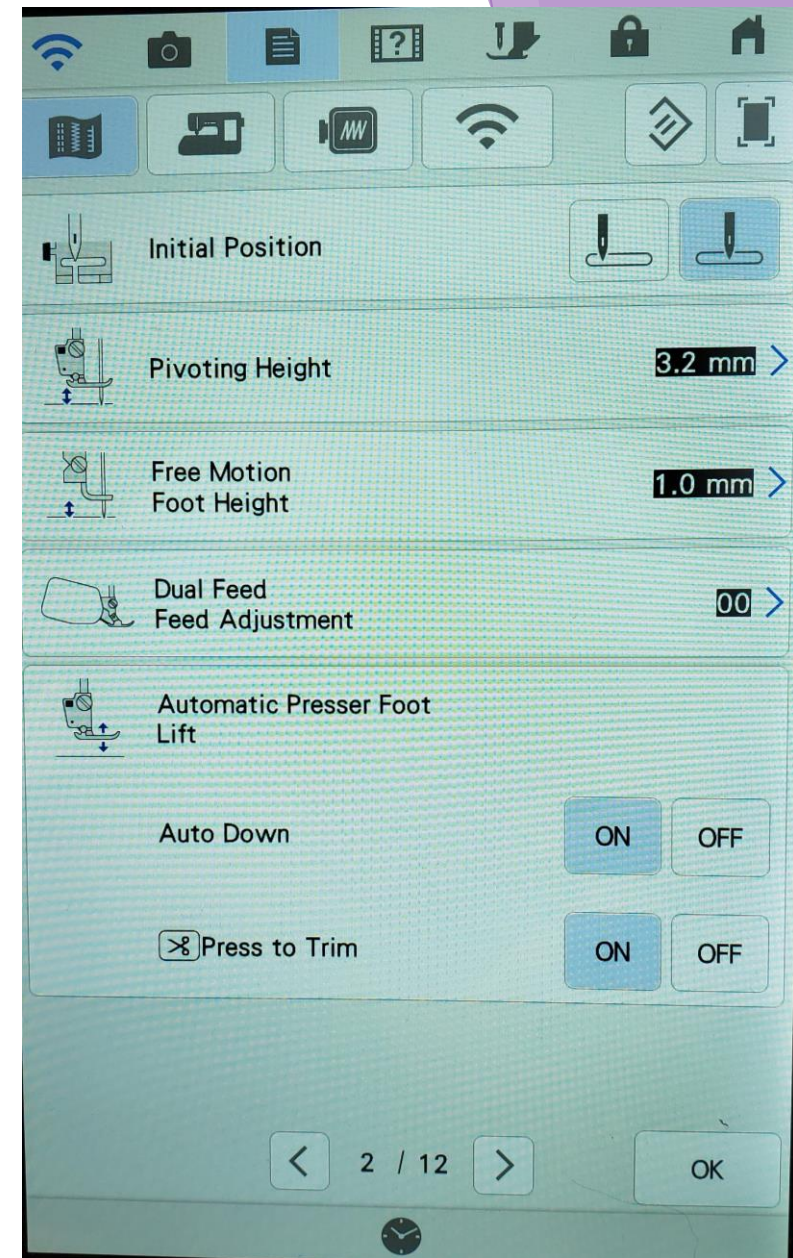 Initial Position
Pivoting Height
3.2 mm
Free Motion
Foot Height
1.0 mm
Dual Feed
Feed Adjustment
00
Automatic Presser Foot
Lift
Auto Down
ON
OFF
Press to Trim
ON
OFF
2 / 12
OK